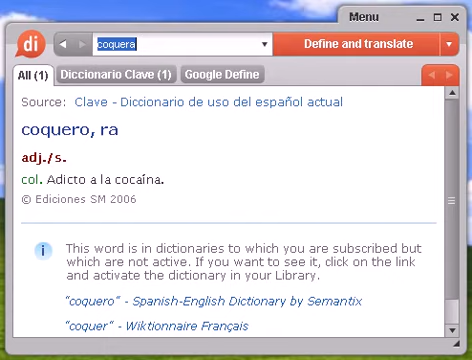 Menu
di
coquera
Define and translate
All (1)
Diccionario Clave (1)
Google Define
Source: Clave - Diccionario de uso del español actual
coquero, ra
adj./s.
col. Adicto a la cocaína.
© Ediciones SM 2006
i
This word is in dictionaries to which you are subscribed but
which are not active. If you want to see it, click on the link
and activate the dictionary in your Library.
"coquero" - Spanish-English Dictionary by Semantix
"coquer" - Wiktionnaire Français